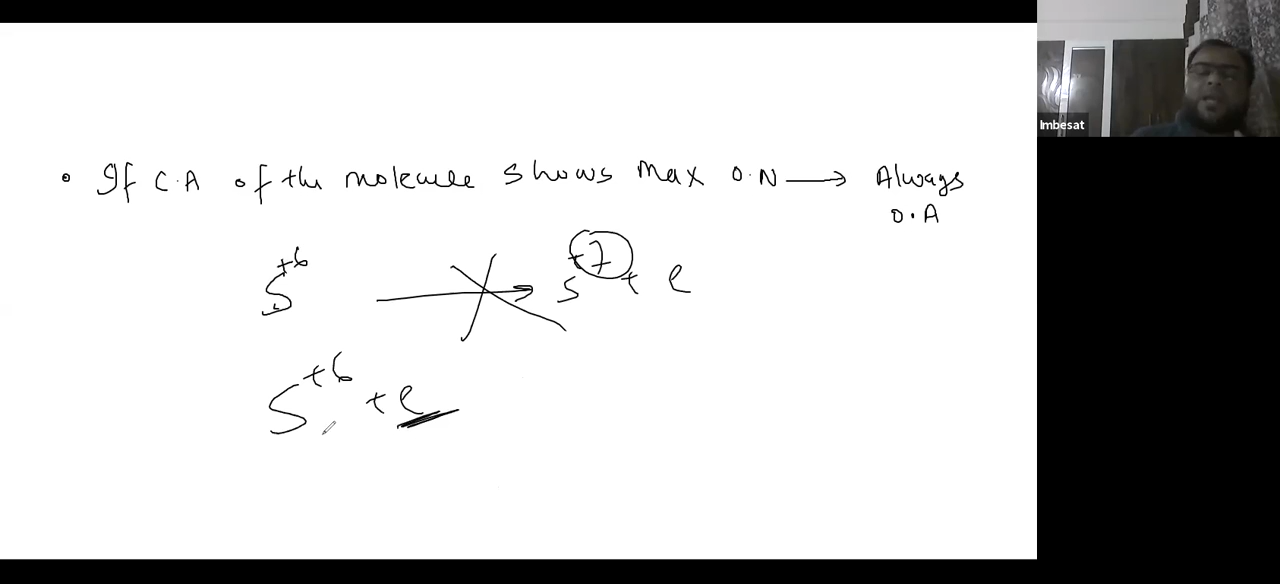 • If C.A of the molecule shows Max O.N ⟶ Always
O.A
S⁺⁶ ⟶ S⁺⁷ + e
S⁺⁶ + e
Imbesat